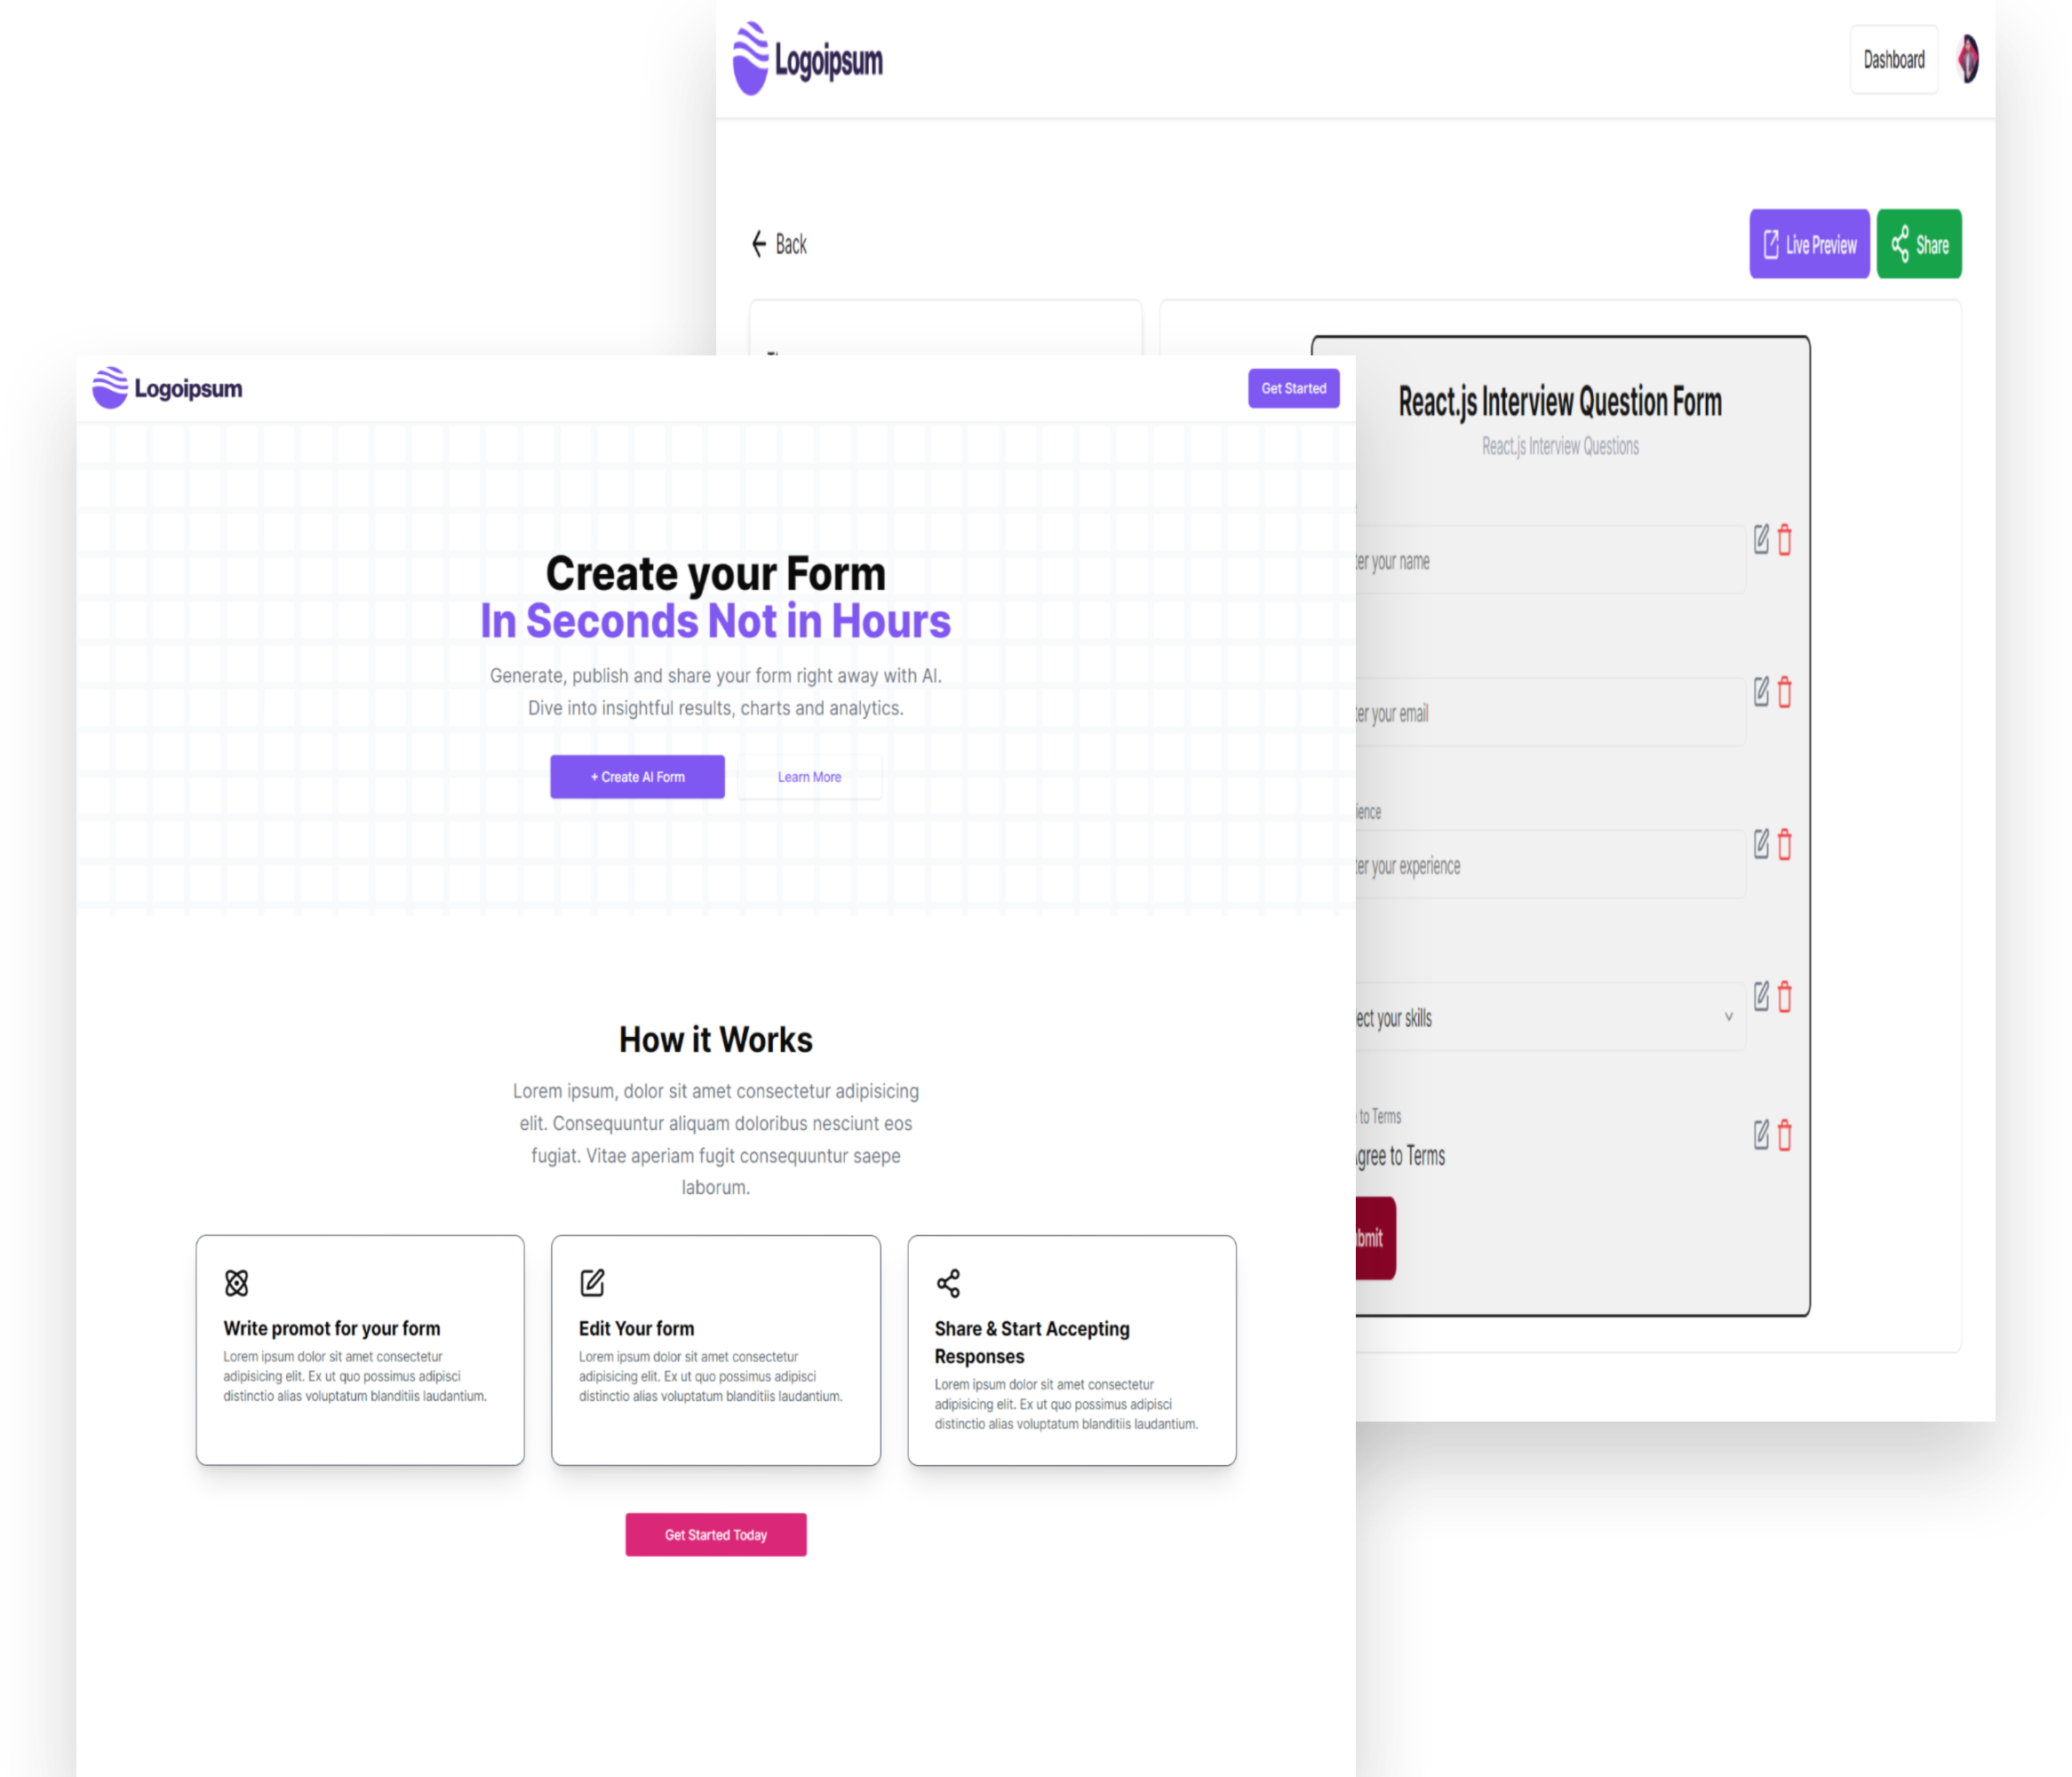 Logoipsum
Dashboard
Back
Live Preview
Share
React.js Interview Question Form
React.js Interview Questions
your name
your email
your experience
your skills
to Terms
to Terms
Logoipsum
Get Started
Create your Form
In Seconds Not in Hours
Generate, publish and share your form right away with AI.
Dive into insightful results, charts and analytics.
+ Create AI Form
Learn More
How it Works
Lorem ipsum, dolor sit amet consectetur adipisicing
elit. Consequuntur aliquam doloribus nesciunt eos
fugiat. Vitae aperiam fugit consequuntur saepe
laborum.
Write promot for your form
Lorem ipsum dolor sit amet consectetur
adipisicing elit. Ex ut quo possimus adipisci
distinctio alias voluptatum blanditiis laudantium.
Edit Your form
Lorem ipsum dolor sit amet consectetur
adipisicing elit. Ex ut quo possimus adipisci
distinctio alias voluptatum blanditiis laudantium.
Share & Start Accepting
Responses
Lorem ipsum dolor sit amet consectetur
adipisicing elit. Ex ut quo possimus adipisci
distinctio alias voluptatum blanditiis laudantium.
Get Started Today